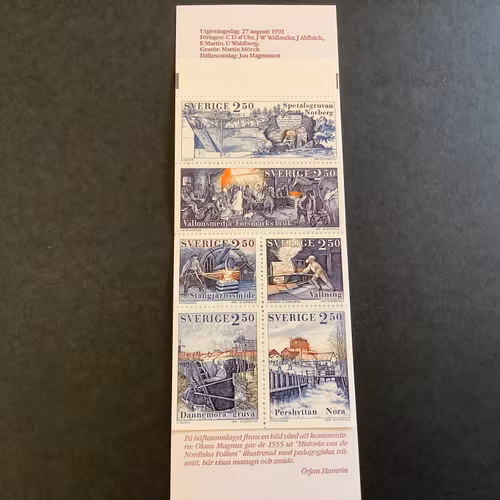 Utgivningsdag: 27 augusti 1991
Förlagor: C D af Uhr, J W Wallander, J Ahlbäck,
E Martin, U Wahlberg.
Gravör: Martin Mörck
Häftesomslag: Jan Magnusson
SVERIGE 2 50
Spetalsgruvan
Norberg
SVERIGE 2 50
Vallonsmedja Forsmarks bruk
SVERIGE 2 50
Stångjärnssmide
SVERIGE 2 50
Vällning
SVERIGE 2 50
Dannemora gruva
SVERIGE 2 50
Pershyttan Nora
På häftesomslaget finns en bild värd att kommente-
ra: Olaus Magnus gav år 1555 ut "Historia om de
Nordiska Folken" illustrerad med pedagogiska trä-
snitt, här visas masugn och smide.
Örjan Hamrin